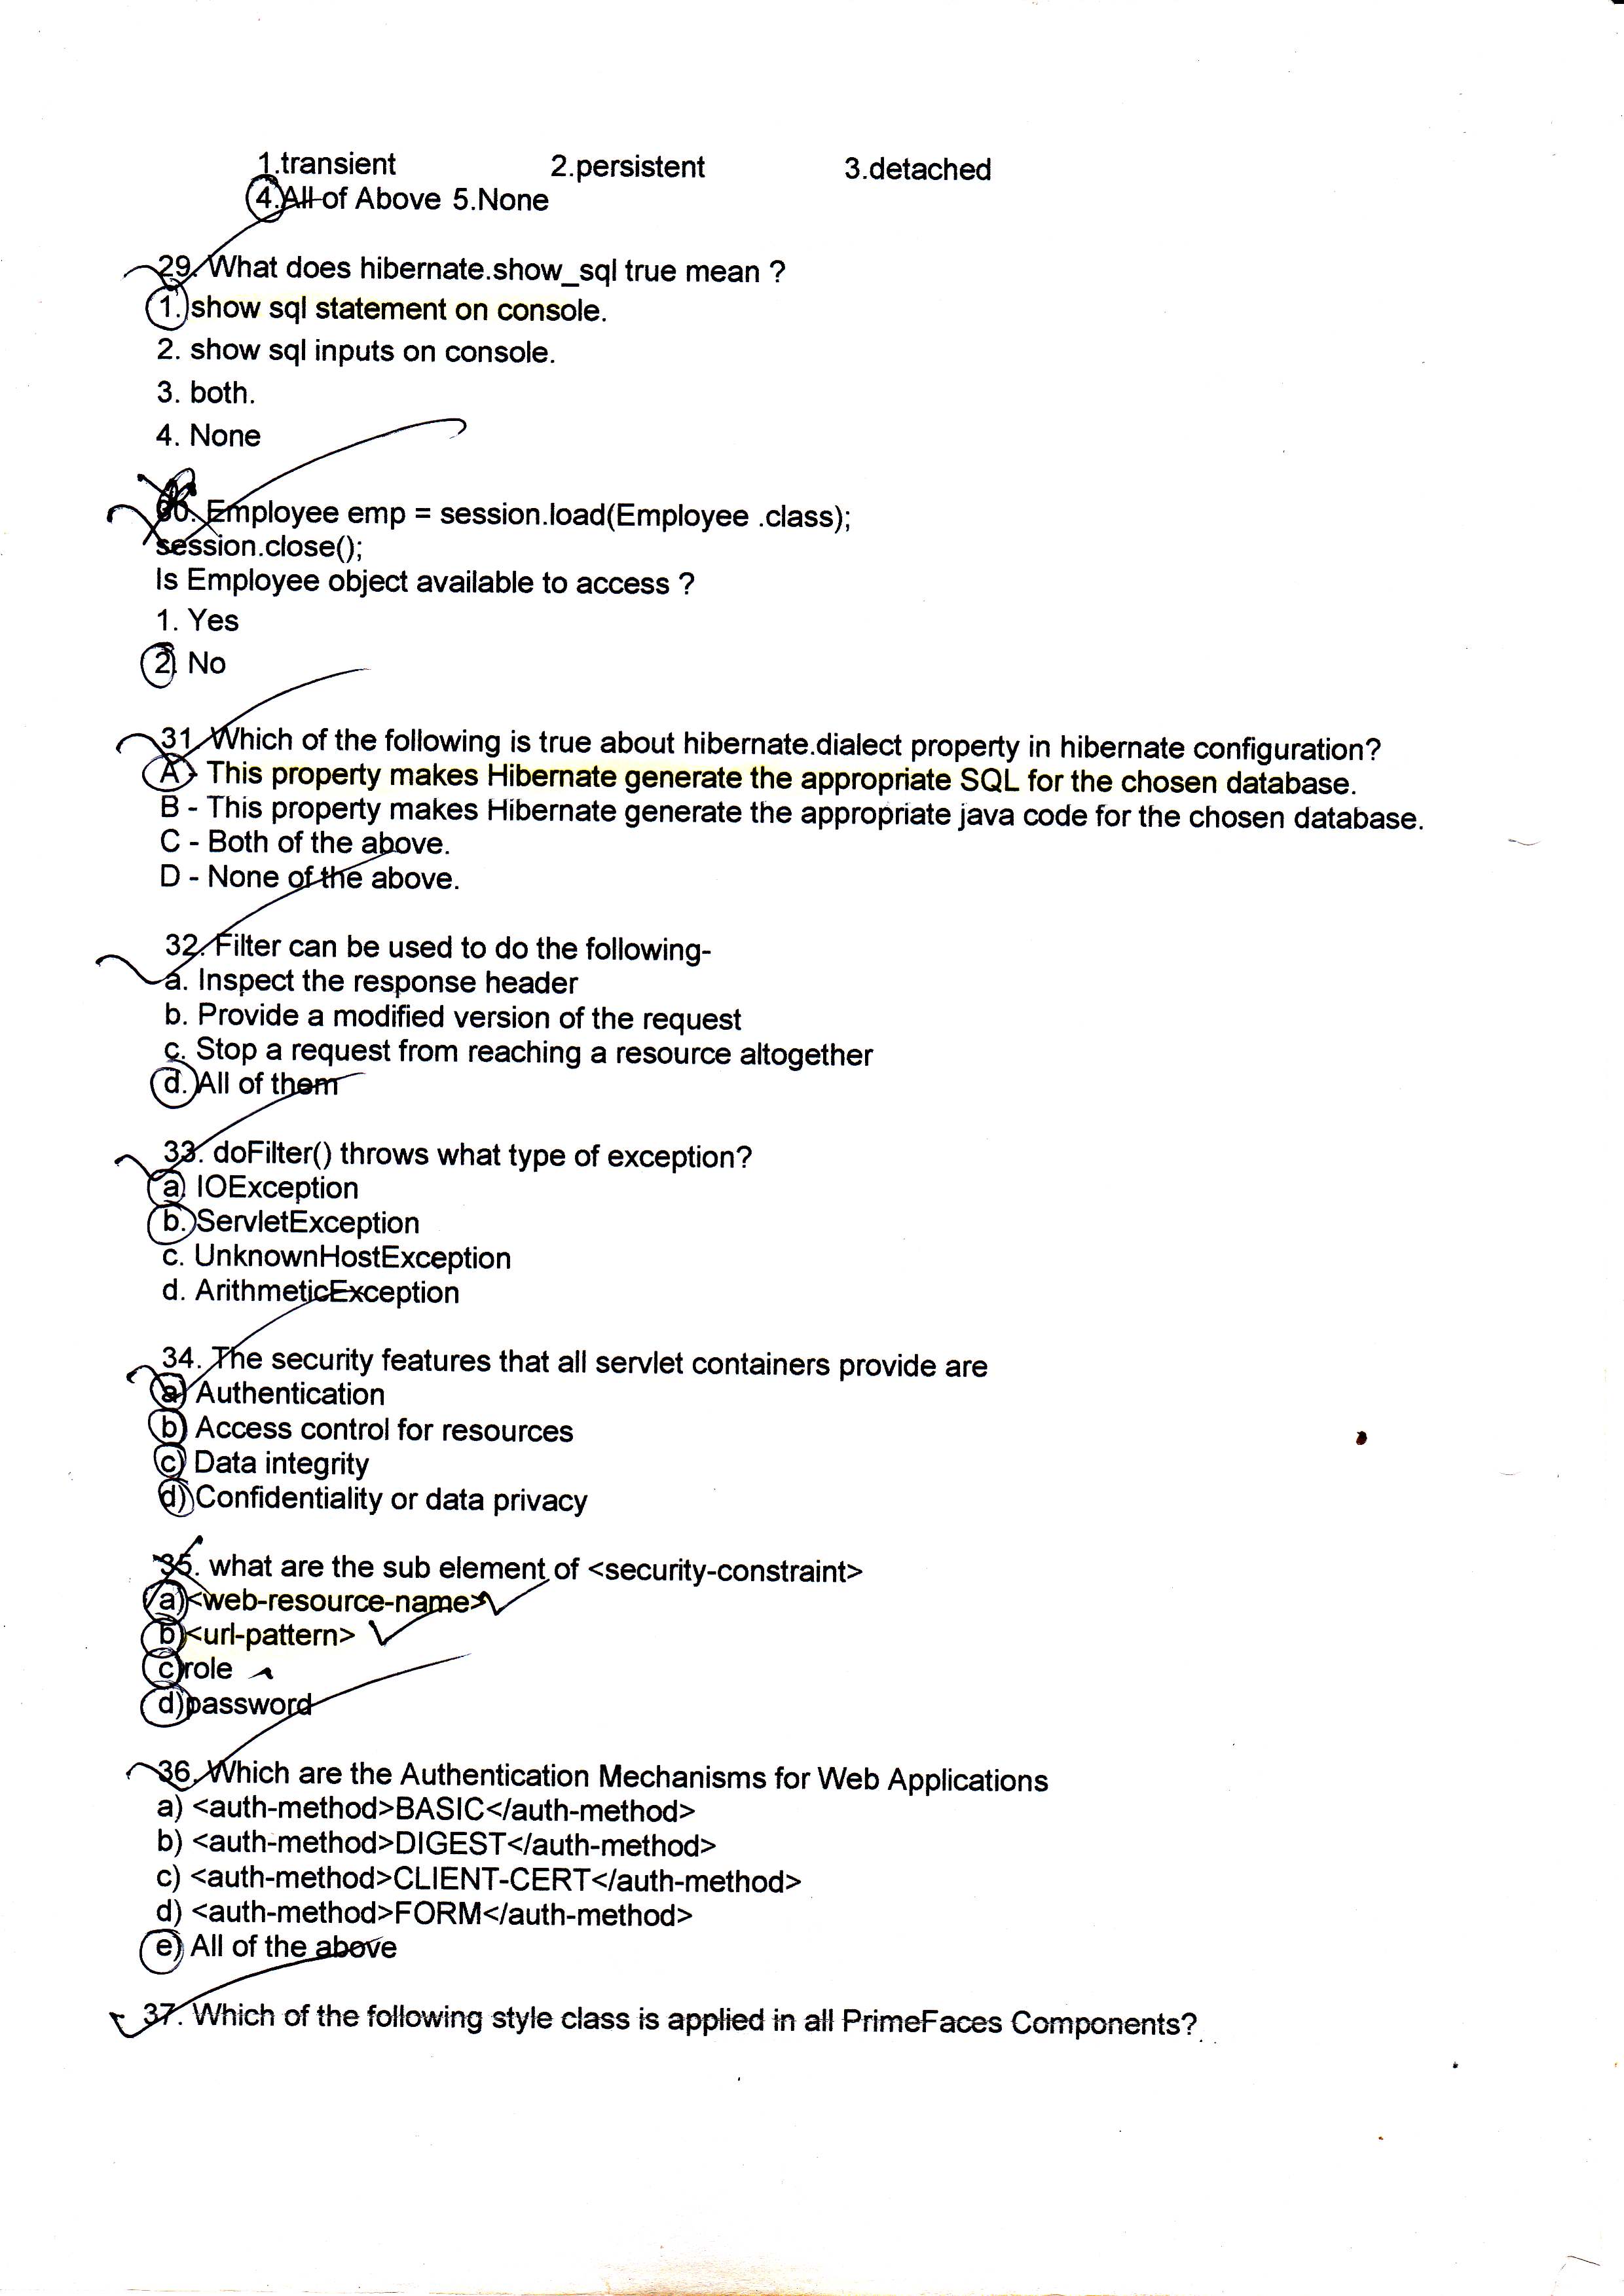 1.transient 2.persistent 3.detached
4.All of Above 5.None
29. What does hibernate.show_sql true mean ?
1. show sql statement on console.
2. show sql inputs on console.
3. both.
4. None
30. Employee emp = session.load(Employee .class);
session.close();
Is Employee object available to access ?
1. Yes
2. No
31. Which of the following is true about hibernate.dialect property in hibernate configuration?
A - This property makes Hibernate generate the appropriate SQL for the chosen database.
B - This property makes Hibernate generate the appropriate java code for the chosen database.
C - Both of the above.
D - None of the above.
32. Filter can be used to do the following-
a. Inspect the response header
b. Provide a modified version of the request
c. Stop a request from reaching a resource altogether
d. All of them
33. doFilter() throws what type of exception?
a. IOException
b. ServletException
c. UnknownHostException
d. ArithmeticException
34. The security features that all servlet containers provide are
a) Authentication
b) Access control for resources
c) Data integrity
d) Confidentiality or data privacy
35. what are the sub element of <security-constraint>
a)<web-resource-name>
b)<url-pattern>
c)role
d)password
36. Which are the Authentication Mechanisms for Web Applications
a) <auth-method>BASIC</auth-method>
b) <auth-method>DIGEST</auth-method>
c) <auth-method>CLIENT-CERT</auth-method>
d) <auth-method>FORM</auth-method>
e) All of the above
37. Which of the following style class is applied in all PrimeFaces Components?